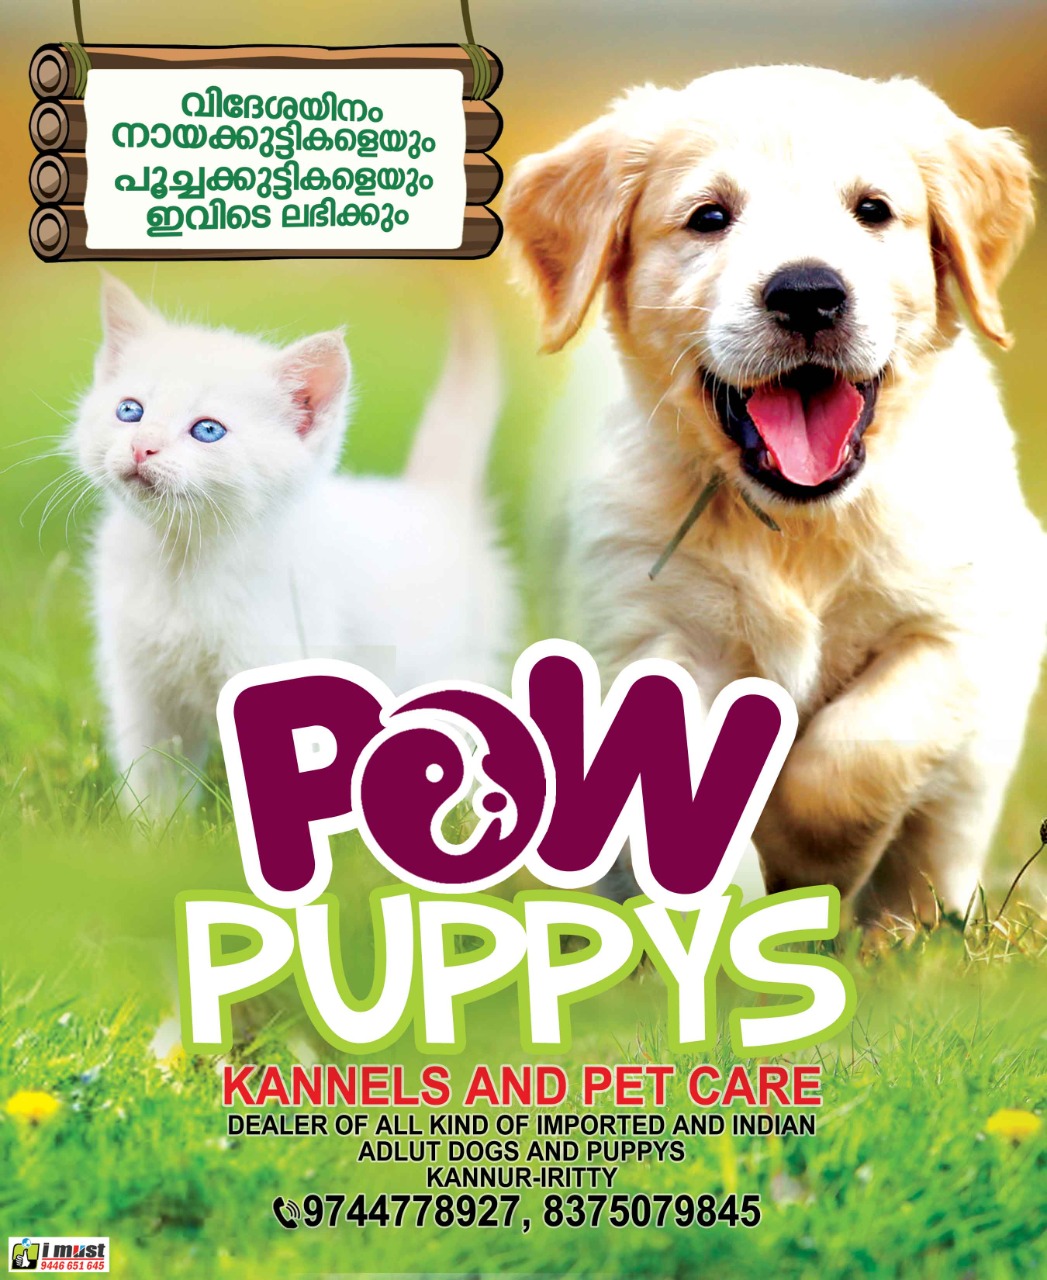 വിദേശയിനം
നായക്കുട്ടികളെയും
പൂച്ചക്കുട്ടികളെയും
ഇവിടെ ലഭിക്കും
PAW
PUPPYS
KANNELS AND PET CARE
DEALER OF ALL KIND OF IMPORTED AND INDIAN
ADLUT DOGS AND PUPPYS
KANNUR-IRITTY
9744778927, 8375079845
i must
9446 651 645